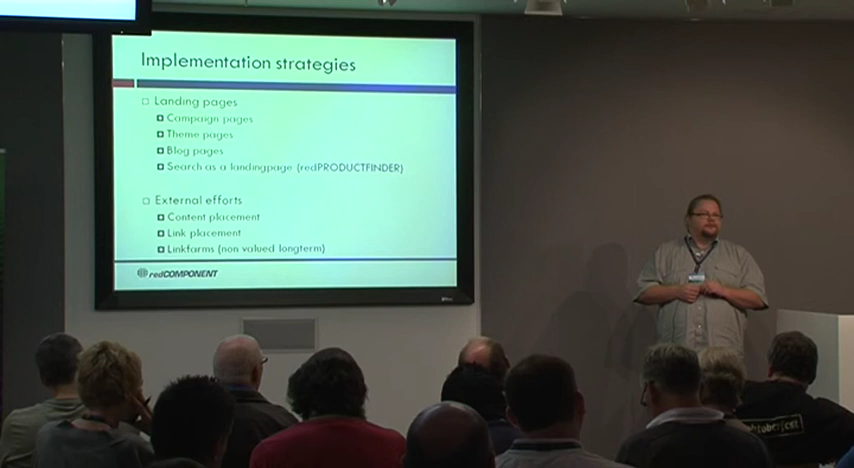 Implementation strategies
Landing pages
Campaign pages
Theme pages
Blog pages
Search as a landingpage (redPRODUCTFINDER)
External efforts
Content placement
Link placement
Linkfarms (non valued longterm)
redCOMPONENT